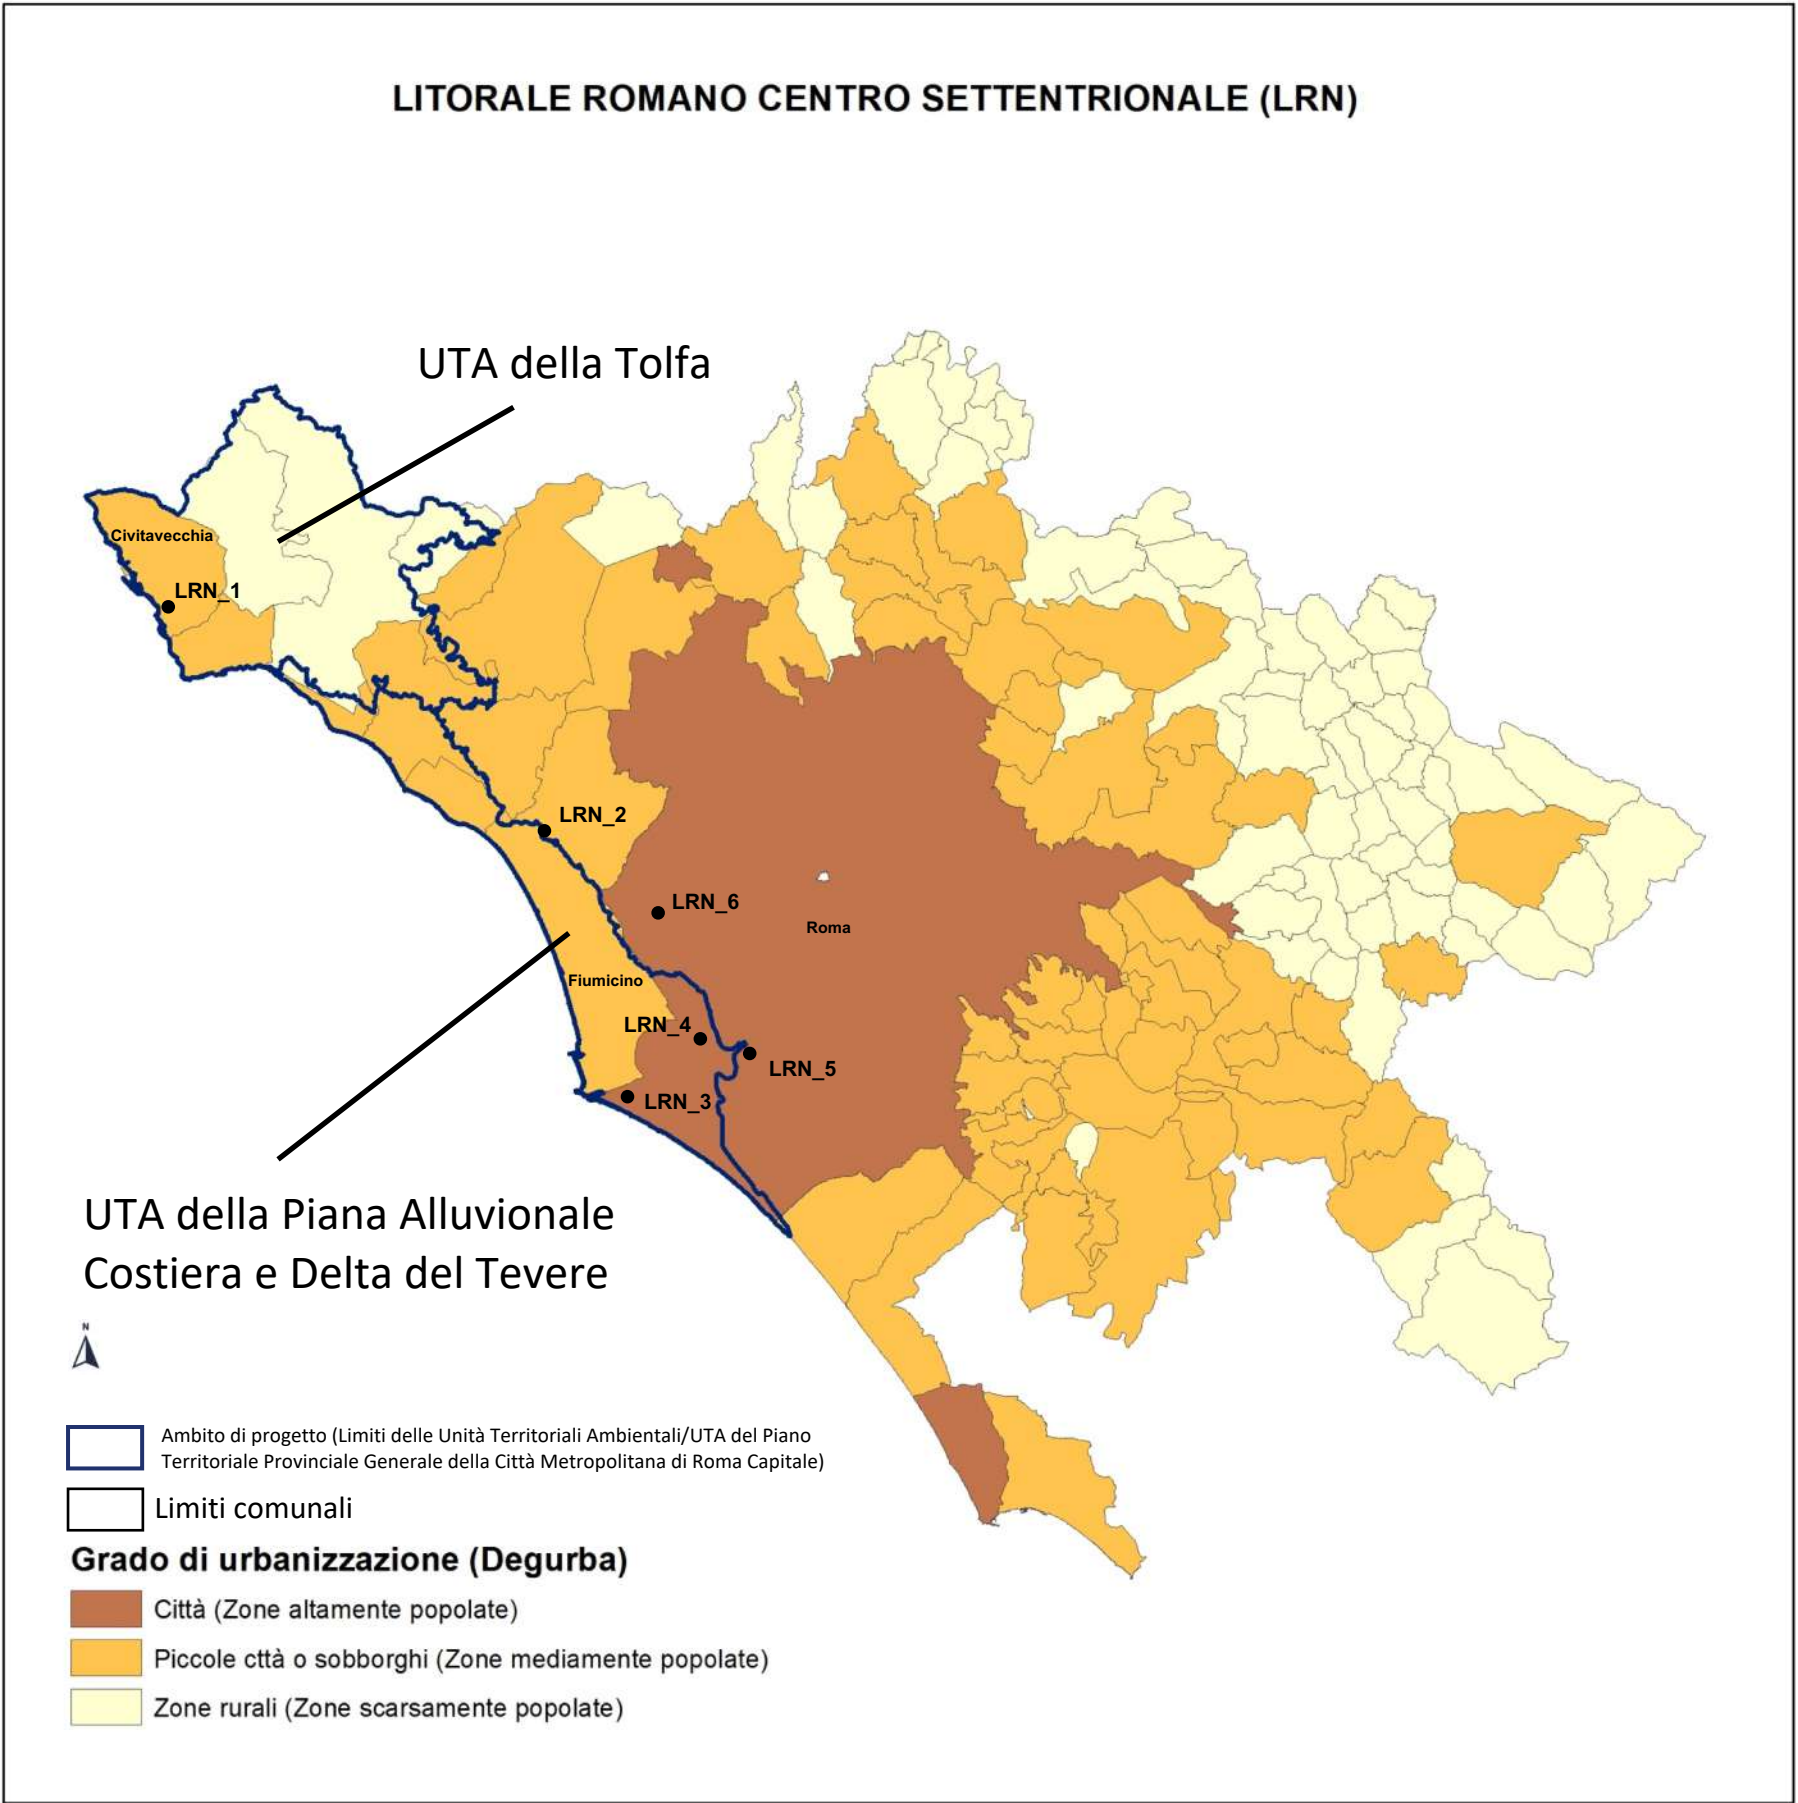 LITORALE ROMANO CENTRO SETTENTRIONALE (LRN)
UTA della Tolfa
Civitavecchia
LRN_1
LRN_2
LRN_6
Roma
Fiumicino
LRN_4
LRN_5
LRN_3
UTA della Piana Alluvionale
Costiera e Delta del Tevere
N
Ambito di progetto (Limiti delle Unità Territoriali Ambientali/UTA del Piano
Territoriale Provinciale Generale della Città Metropolitana di Roma Capitale)
Limiti comunali
Grado di urbanizzazione (Degurba)
Città (Zone altamente popolate)
Piccole cttà o sobborghi (Zone mediamente popolate)
Zone rurali (Zone scarsamente popolate)